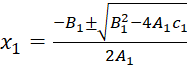 x₁ = (−B₁ ± √(B₁² − 4A₁c₁)) / (2A₁)